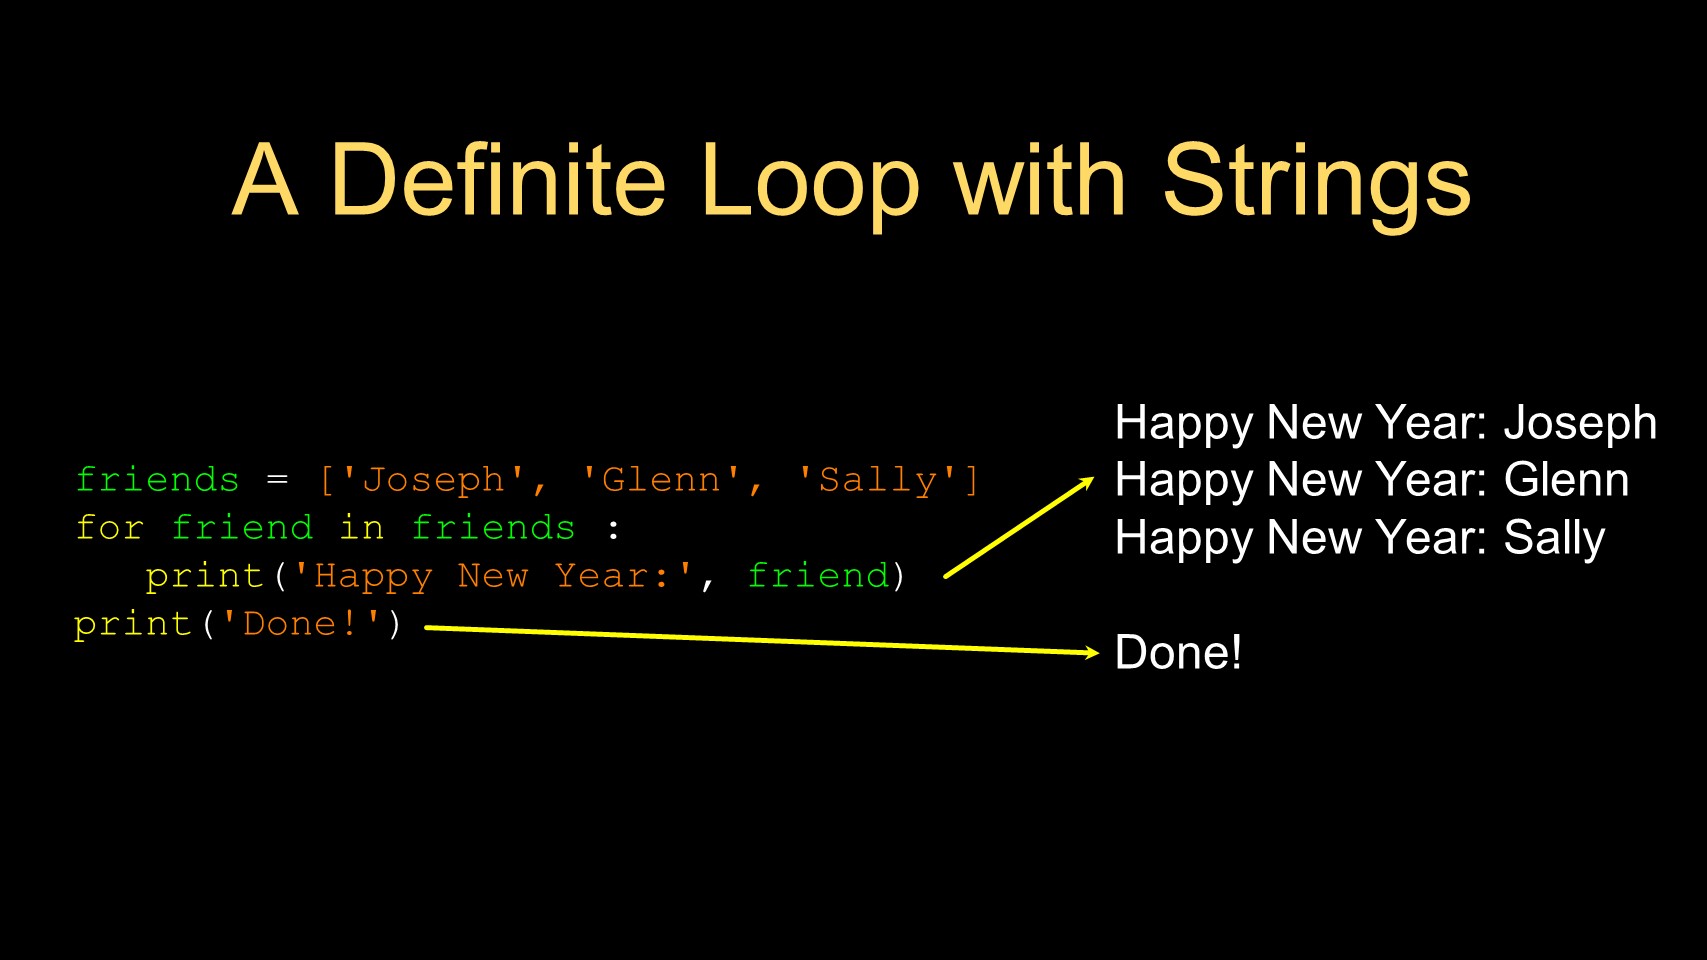 A Definite Loop with Strings
friends = ['Joseph', 'Glenn', 'Sally']
for friend in friends :
   print('Happy New Year:', friend)
print('Done!')
Happy New Year: Joseph
Happy New Year: Glenn
Happy New Year: Sally
Done!